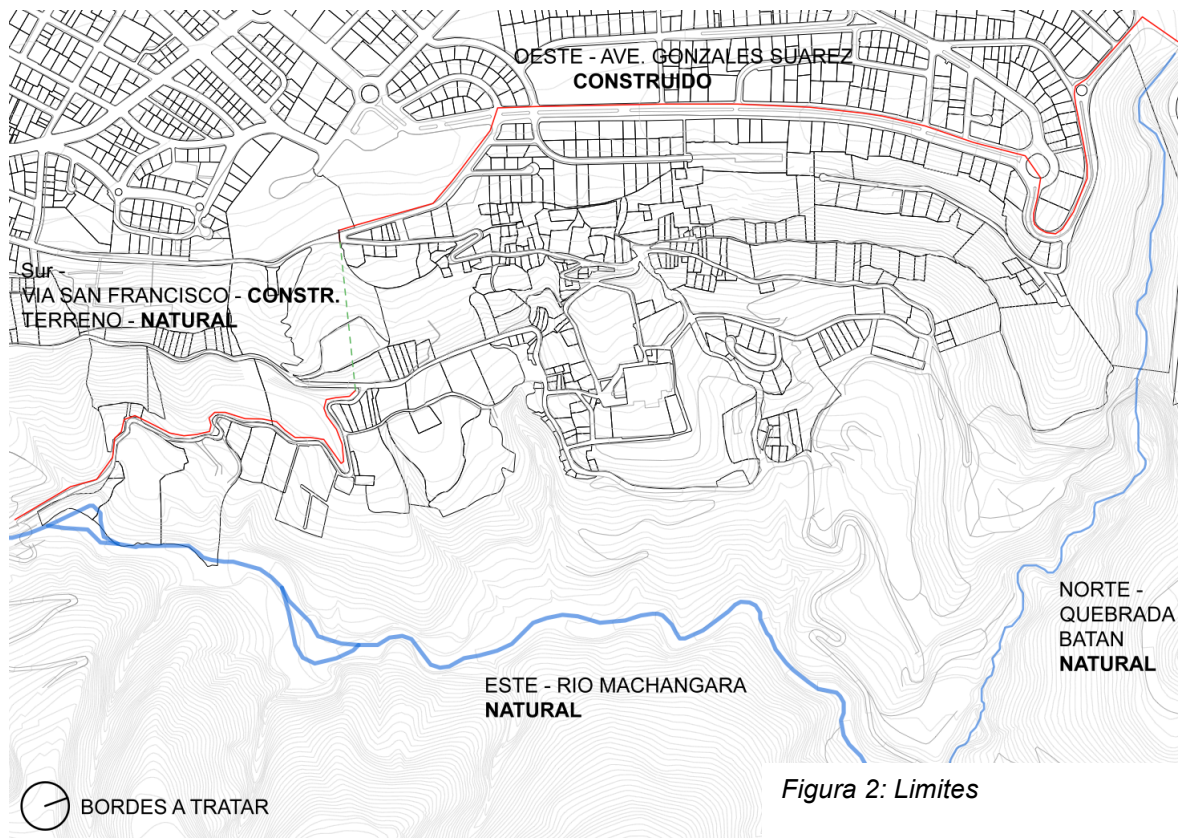 OESTE - AVE. GONZALES SUAREZ
CONSTRUIDO
Sur -
VIA SAN FRANCISCO - CONSTR.
TERRENO - NATURAL
NORTE -
QUEBRADA
BATAN
NATURAL
ESTE - RIO MACHANGARA
NATURAL
Figura 2: Limites
BORDES A TRATAR